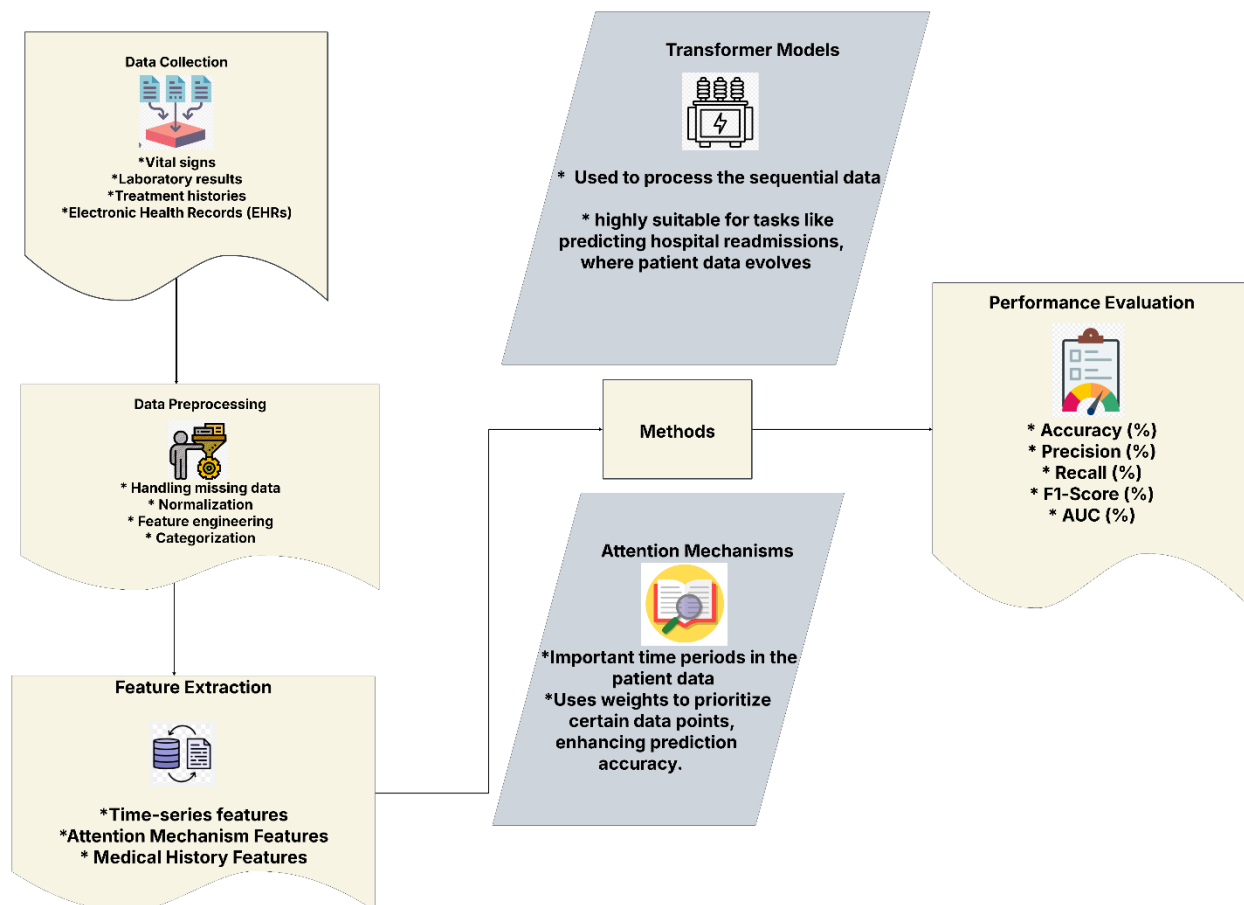 Data Collection
*Vital signs
*Laboratory results
*Treatment histories
*Electronic Health Records (EHRs)
Data Preprocessing
* Handling missing data
* Normalization
* Feature engineering
* Categorization
Feature Extraction
*Time-series features
*Attention Mechanism Features
* Medical History Features
Transformer Models
* Used to process the sequential data
* highly suitable for tasks like
predicting hospital readmissions,
where patient data evolves
Methods
Attention Mechanisms
*Important time periods in the
patient data
*Uses weights to prioritize
certain data points,
enhancing prediction
accuracy.
Performance Evaluation
* Accuracy (%)
* Precision (%)
* Recall (%)
* F1-Score (%)
* AUC (%)